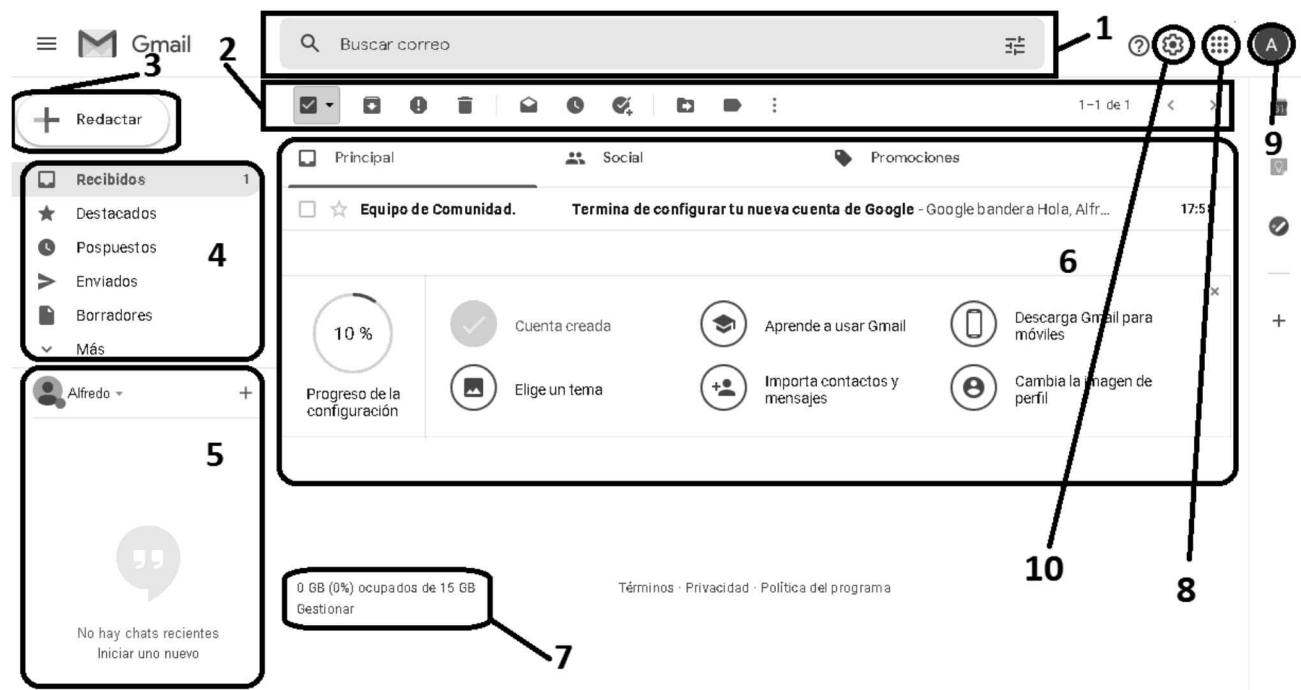 Gmail
Buscar correo
1
2
3
Redactar
1-1 de 1
9
Principal
Social
Promociones
Recibidos 1
Destacados
Pospuestos
Enviados
Borradores
Más
4
Equipo de Comunidad. Termina de configurar tu nueva cuenta de Google - Google bandera Hola, Alfr...
6
10 %
Progreso de la
configuración
Cuenta creada
Aprende a usar Gmail
Descarga Gmail para
móviles
Elige un tema
Importa contactos y
mensajes
Cambia la imagen de
perfil
Alfredo
5
No hay chats recientes
Iniciar uno nuevo
0 GB (0%) ocupados de 15 GB
Gestionar
7
Términos · Privacidad · Política del programa
10
8
A